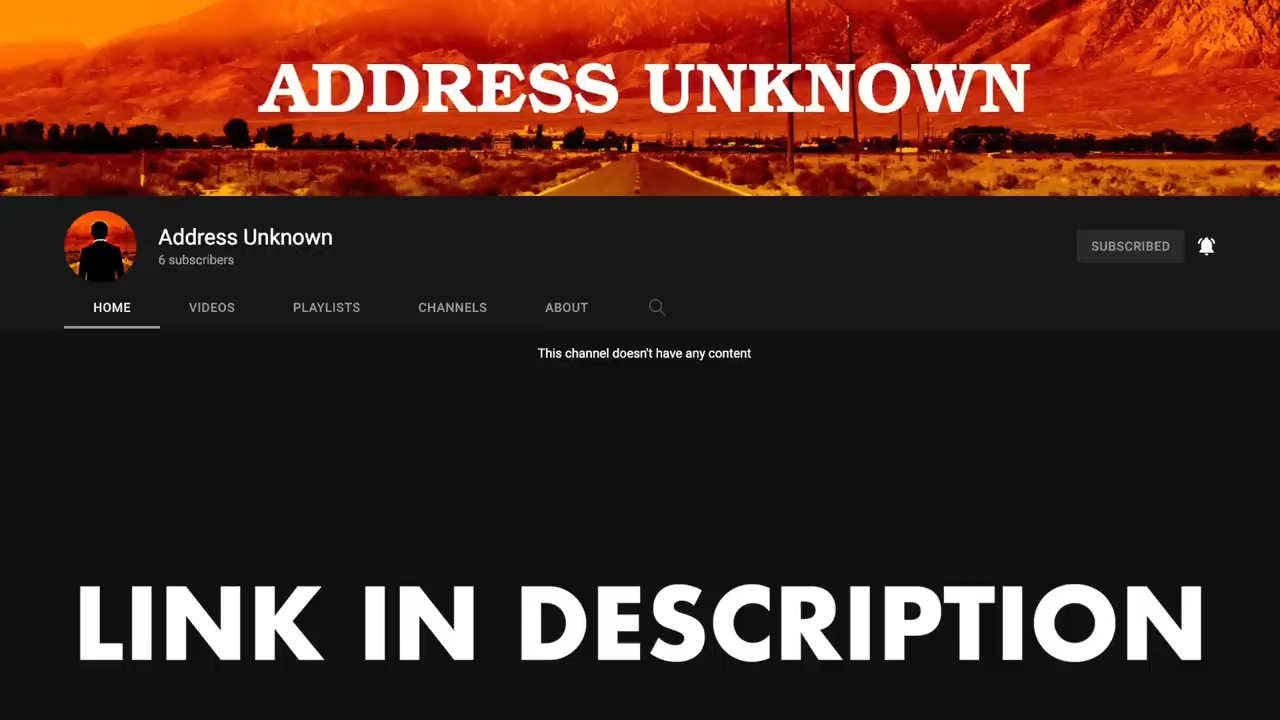 ADDRESS UNKNOWN
Address Unknown
6 subscribers
SUBSCRIBED
HOME VIDEOS PLAYLISTS CHANNELS ABOUT
This channel doesn't have any content
LINK IN DESCRIPTION